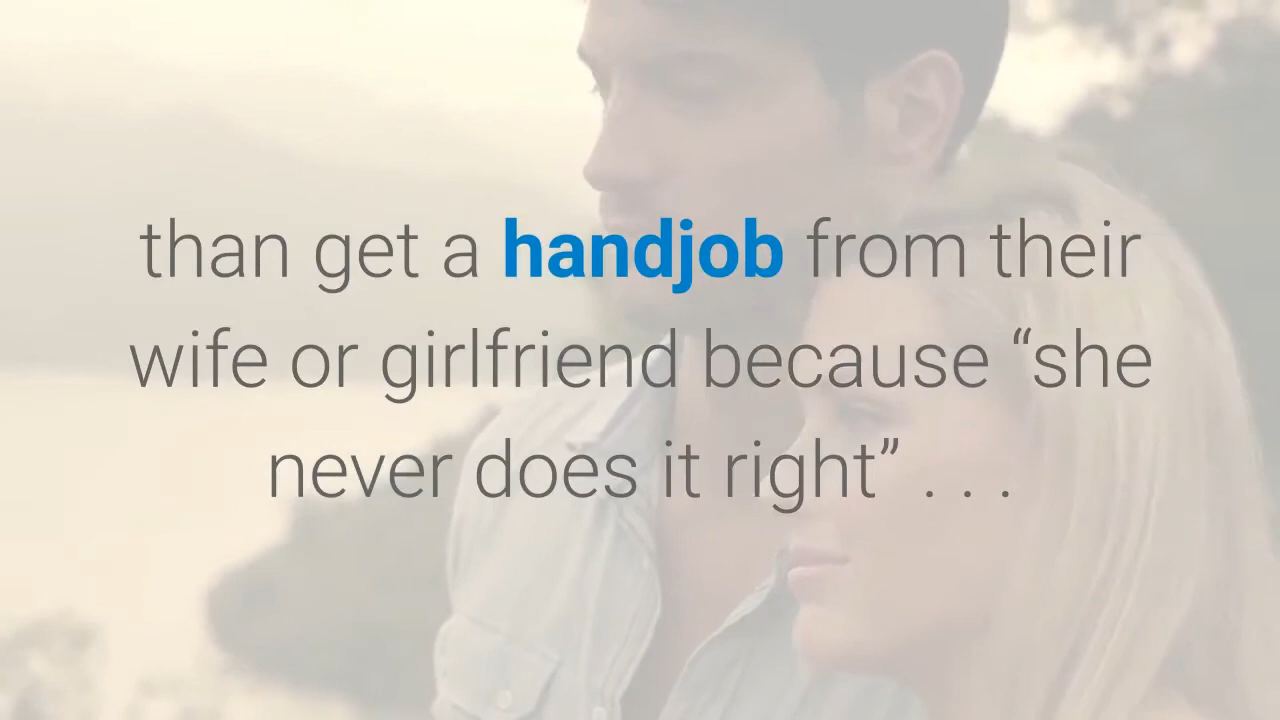 than get a handjob from their
wife or girlfriend because “she
never does it right” . . .